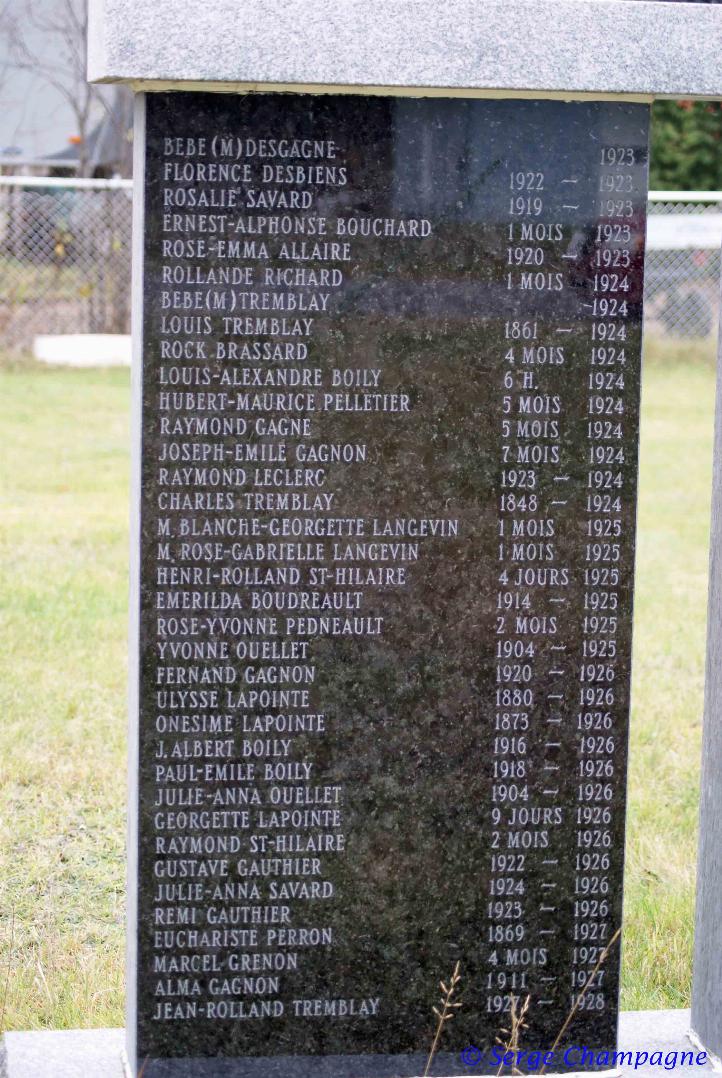 BEBE (M) DESGAGNE 1923
FLORENCE DESBIENS 1922 – 1923
ROSALIE SAVARD 1919 – 1923
ERNEST-ALPHONSE BOUCHARD 1 MOIS 1923
ROSE-EMMA ALLAIRE 1920 – 1923
ROLLANDE RICHARD 1 MOIS 1924
BEBE(M) TREMBLAY -1924
LOUIS TREMBLAY 1861 – 1924
ROCK BRASSARD 4 MOIS 1924
LOUIS-ALEXANDRE BOILY 6 H. 1924
HUBERT-MAURICE PELLETIER 5 MOIS 1924
RAYMOND GAGNE 5 MOIS 1924
JOSEPH-EMILE GAGNON 7 MOIS 1924
RAYMOND LECLERC 1923 – 1924
CHARLES TREMBLAY 1848 – 1924
M. BLANCHE-GEORGETTE LANGEVIN 1 MOIS 1925
M. ROSE-GABRIELLE LANGEVIN 1 MOIS 1925
HENRI-ROLLAND ST-HILAIRE 4 JOURS 1925
EMERILDA BOUDREAULT 1914 – 1925
ROSE-YVONNE PEDNEAULT 2 MOIS 1925
YVONNE OUELLET 1904 – 1925
FERNAND GAGNON 1920 – 1926
ULYSSE LAPOINTE 1880 – 1926
ONESIME LAPOINTE 1873 – 1926
J. ALBERT BOILY 1916 – 1926
PAUL-EMILE BOILY 1918 – 1926
JULIE-ANNA OUELLET 1904 – 1926
GEORGETTE LAPOINTE 9 JOURS 1926
RAYMOND ST-HILAIRE 2 MOIS 1926
GUSTAVE GAUTHIER 1922 – 1926
JULIE-ANNA SAVARD 1924 – 1926
REMI GAUTHIER 1923 – 1926
EUCHARISTE PERRON 1869 – 1927
MARCEL GRENON 4 MOIS 1927
ALMA GAGNON 1911 – 1927
JEAN-ROLLAND TREMBLAY 1927 – 1928
© Serge Champagne